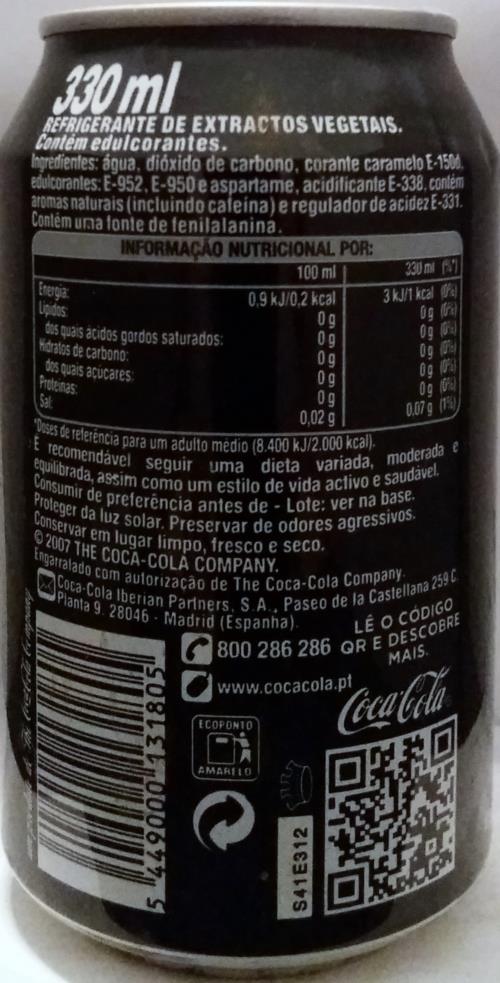 330 ml
REFRIGERANTE DE EXTRACTOS VEGETAIS.
Contém edulcorantes.
Ingredientes: água, dióxido de carbono, corante caramelo E-150d,
edulcorantes: E-952, E-950 e aspartame, acidificante E-338, contém
aromas naturais (incluindo cafeína) e regulador de acidez E-331.
Contém uma fonte de fenilalanina.
INFORMAÇÃO NUTRICIONAL POR:
100 ml 330 ml (%*)
Energia: 0,9 kJ/0,2 kcal 3 kJ/1 kcal (0%)
Lípidos: 0 g 0 g (0%)
dos quais ácidos gordos saturados: 0 g 0 g (0%)
Hidratos de carbono: 0 g 0 g (0%)
dos quais açúcares: 0 g 0 g (0%)
Proteínas: 0 g 0 g (0%)
Sal: 0,02 g 0,07 g (1%)
*Doses de referência para um adulto médio (8.400 kJ/2.000 kcal).
É recomendável seguir uma dieta variada, moderada e
equilibrada, assim como um estilo de vida activo e saudável.
Consumir de preferência antes de - Lote: ver na base.
Proteger da luz solar. Preservar de odores agressivos.
Conservar em lugar limpo, fresco e seco.
© 2007 THE COCA-COLA COMPANY.
Engarrafado com autorização de The Coca-Cola Company.
Coca-Cola Iberian Partners, S.A., Paseo de la Castellana 259 C.
Planta 9. 28046 - Madrid (Espanha).
800 286 286
LÊ O CÓDIGO
QR E DESCOBRE
MAIS.
www.cocacola.pt
Coca-Cola
ECOPONTO
AMARELO
S41E312
5 449000 131805